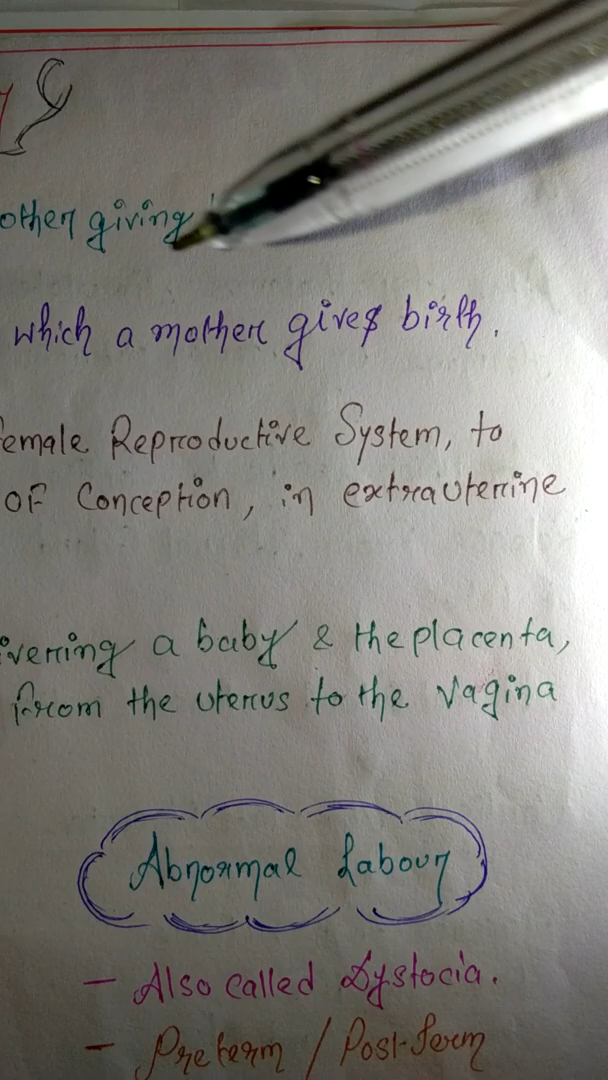 other giving
which a mother gives birth.
emale Reproductive System, to
of Conception, in extrauterine
ivering a baby & the placenta,
from the uterus to the vagina
Abnormal Labour
- Also called Dystocia.
- Preterm / Post-term